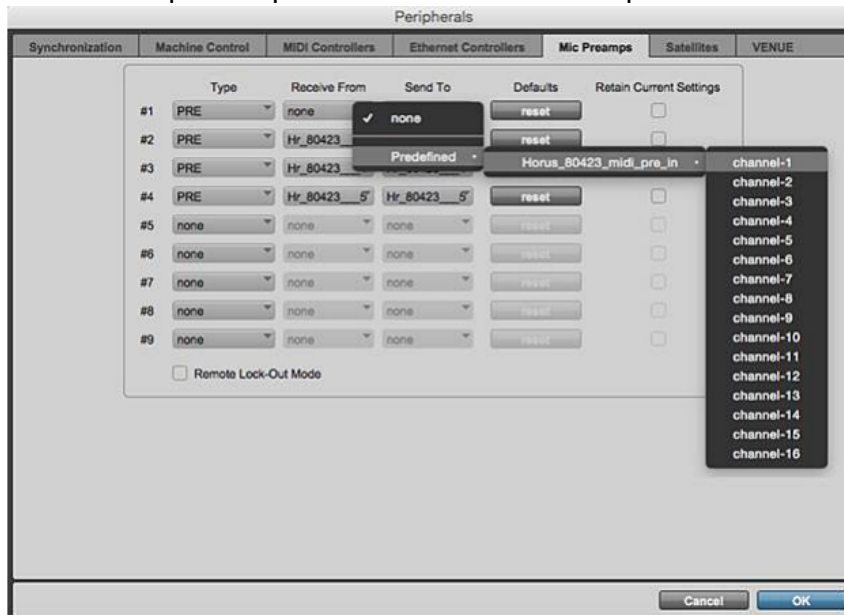 Peripherals
Synchronization Machine Control MIDI Controllers Ethernet Controllers Mic Preamps Satellites VENUE
Type Receive From Send To Defaults Retain Current Settings
#1 PRE none ✓ none reset
#2 PRE Hr_80423 reset
Predefined Horus_80423_midi_pre_in channel-1
#3 PRE Hr_80423
channel-2
channel-3
#4 PRE Hr_80423___5 Hr_80423___5 reset
channel-4
#5 none none none reset
channel-5
#6 none none none reset
channel-6
channel-7
#7 none none none reset
channel-8
#8 none none none reset
channel-9
#9 none none none reset
channel-10
channel-11
Remote Lock-Out Mode
channel-12
channel-13
channel-14
channel-15
channel-16
Cancel OK